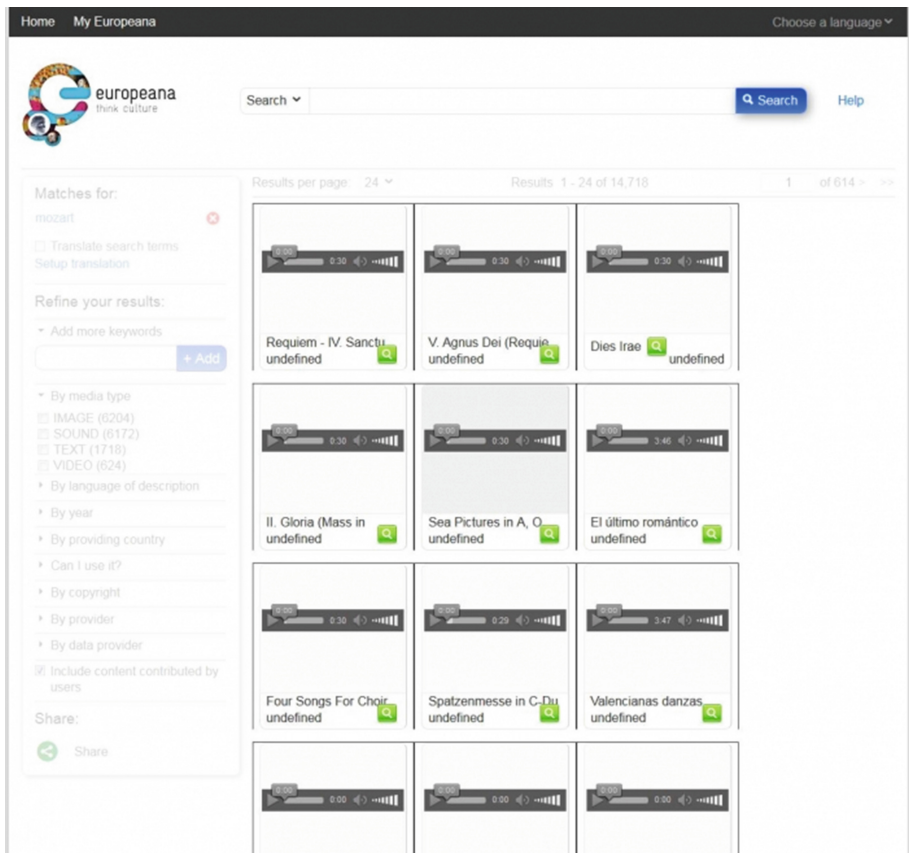 Home My Europeana Choose a language
europeana
think culture
Search Search Help
Matches for:
mozart
Translate search terms
Setup translation
Refine your results:
Add more keywords
+ Add
By media type
IMAGE (6204)
SOUND (6172)
TEXT (1718)
VIDEO (624)
By language of description
By year
By providing country
Can I use it?
By copyright
By provider
By data provider
Include content contributed by
users
Share:
Share
Results per page: 24 Results 1 - 24 of 14,718 1 of 614 > >>
0:00 0:00 0:00
0:30 0:30 0:30
Requiem - IV. Sanctu V. Agnus Dei (Requie Dies Irae
undefined undefined undefined
0:00 0:00 0:00
0:30 0:30 3:46
II. Gloria (Mass in Sea Pictures in A, O El último romántico
undefined undefined undefined
0:00 0:00 0:00
0:30 0:29 3:47
Four Songs For Choir Spatzenmesse in C-Du Valencianas danzas
undefined undefined undefined
0:00 0:00 0:00
0:00 0:00 0:00